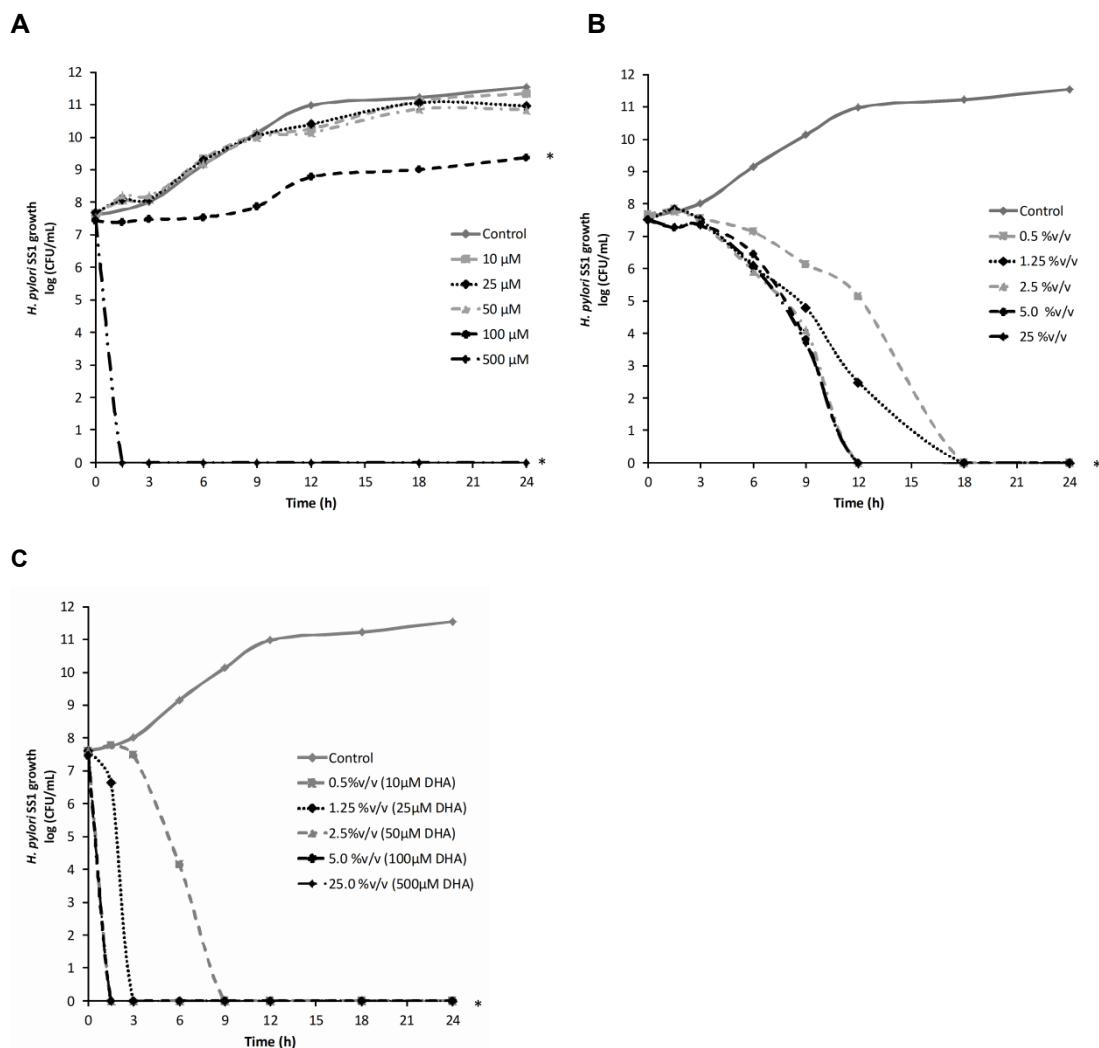 A
H. pylori SS1 growth
log (CFU/mL)
12
11
10
9
8
7
6
5
4
3
2
1
0
0 3 6 9 12 15 18 21 24
Time (h)
Control
10 µM
25 µM
50 µM
100 µM
500 µM
*
*
B
H. pylori SS1 growth
log (CFU/mL)
12
11
10
9
8
7
6
5
4
3
2
1
0
0 3 6 9 12 15 18 21 24
Time (h)
Control
0.5 %v/v
1.25 %v/v
2.5 %v/v
5.0 %v/v
25 %v/v
*
C
H. pylori SS1 growth
log (CFU/mL)
12
11
10
9
8
7
6
5
4
3
2
1
0
0 3 6 9 12 15 18 21 24
Time (h)
Control
0.5%v/v (10µM DHA)
1.25 %v/v (25µM DHA)
2.5%v/v (50µM DHA)
5.0 %v/v (100µM DHA)
25.0 %v/v (500µM DHA)
*